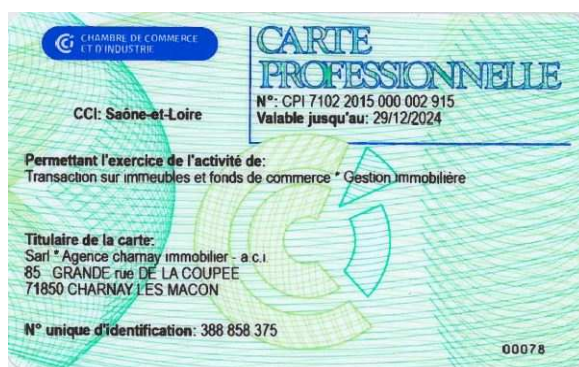 CHAMBRE DE COMMERCE
ET D'INDUSTRIE
CARTE
PROFESSIONNELLE
N°: CPI 7102 2015 000 002 915
CCI: Saône-et-Loire
Valable jusqu'au: 29/12/2024
Permettant l'exercice de l'activité de:
Transaction sur immeubles et fonds de commerce * Gestion immobilière
Titulaire de la carte:
Sarl * Agence charnay immobilier - a.c.i
85 GRANDE rue DE LA COUPEE
71850 CHARNAY LES MACON
N° unique d'identification: 388 858 375
00078